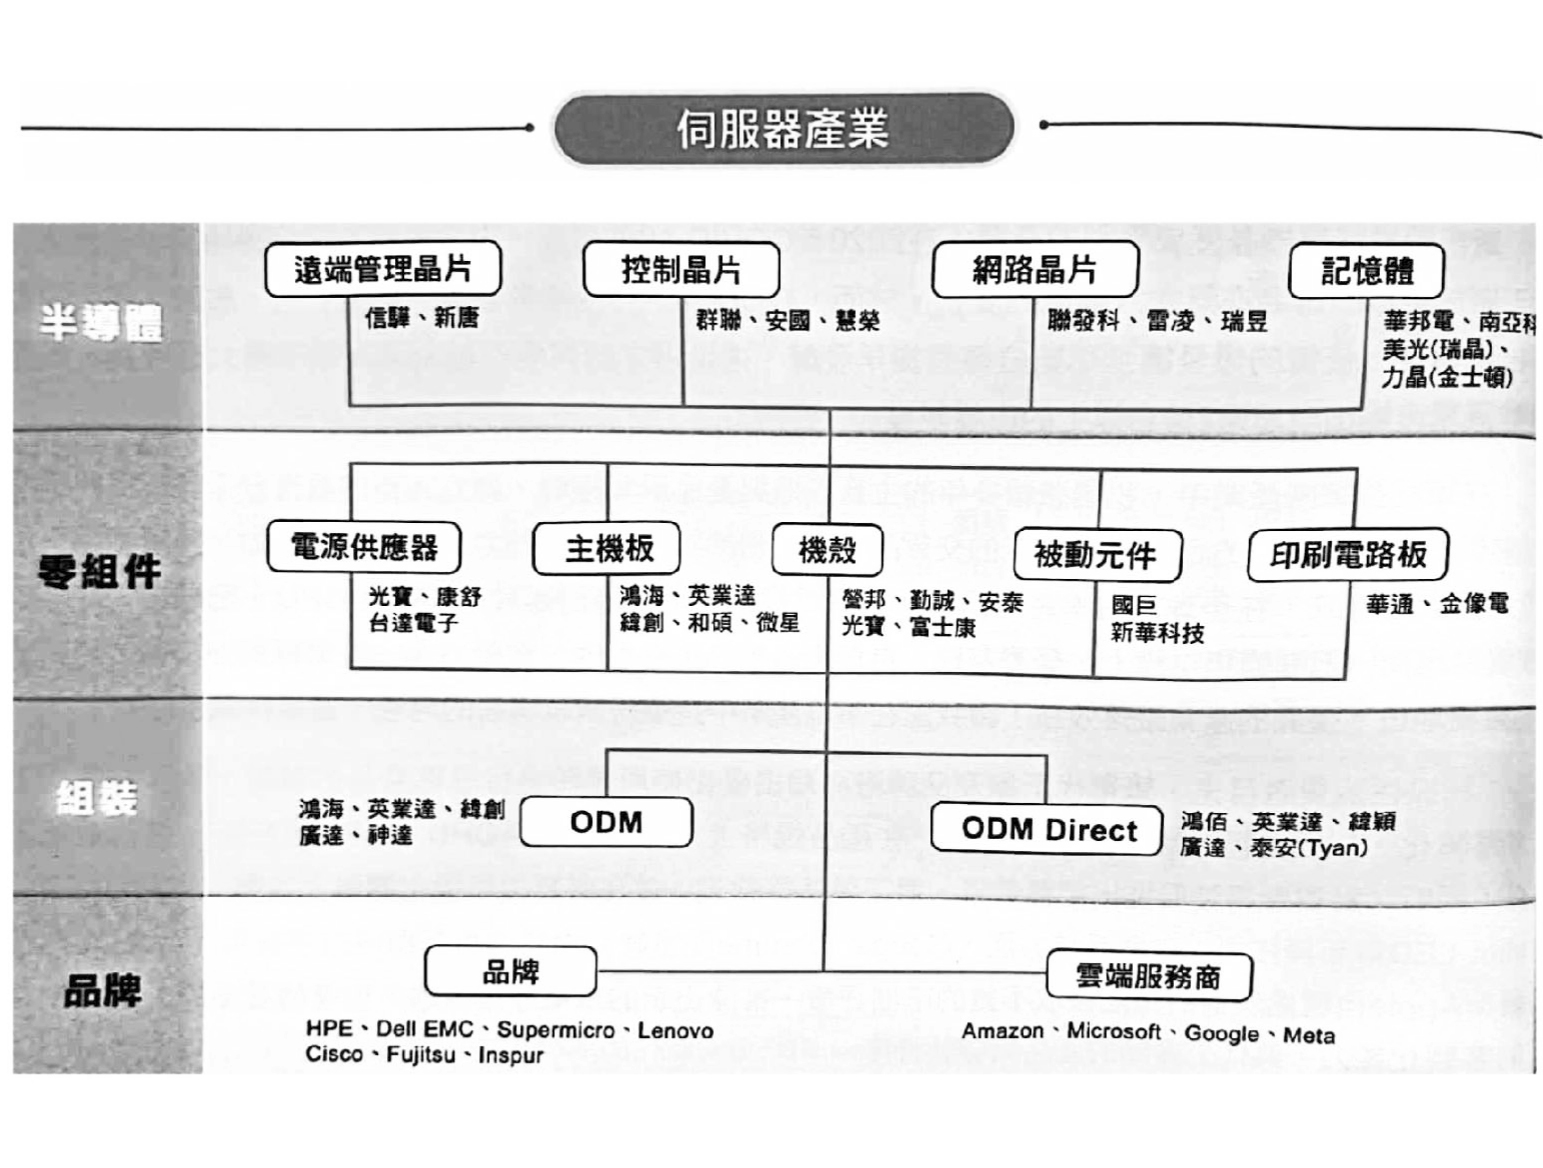 伺服器產業
半導體
遠端管理晶片
信驊、新唐
控制晶片
群聯、安國、慧榮
網路晶片
聯發科、雷凌、瑞昱
記憶體
華邦電、南亞科
美光(瑞晶)、
力晶(金士頓)
零組件
電源供應器
光寶、康舒
台達電子
主機板
鴻海、英業達
緯創、和碩、微星
機殼
營邦、勤誠、安泰
光寶、富士康
被動元件
國巨
新華科技
印刷電路板
華通、金像電
組裝
鴻海、英業達、緯創
廣達、神達
ODM
ODM Direct
鴻佰、英業達、緯穎
廣達、泰安(Tyan)
品牌
品牌
HPE、Dell EMC、Supermicro、Lenovo
Cisco、Fujitsu、Inspur
雲端服務商
Amazon、Microsoft、Google、Meta